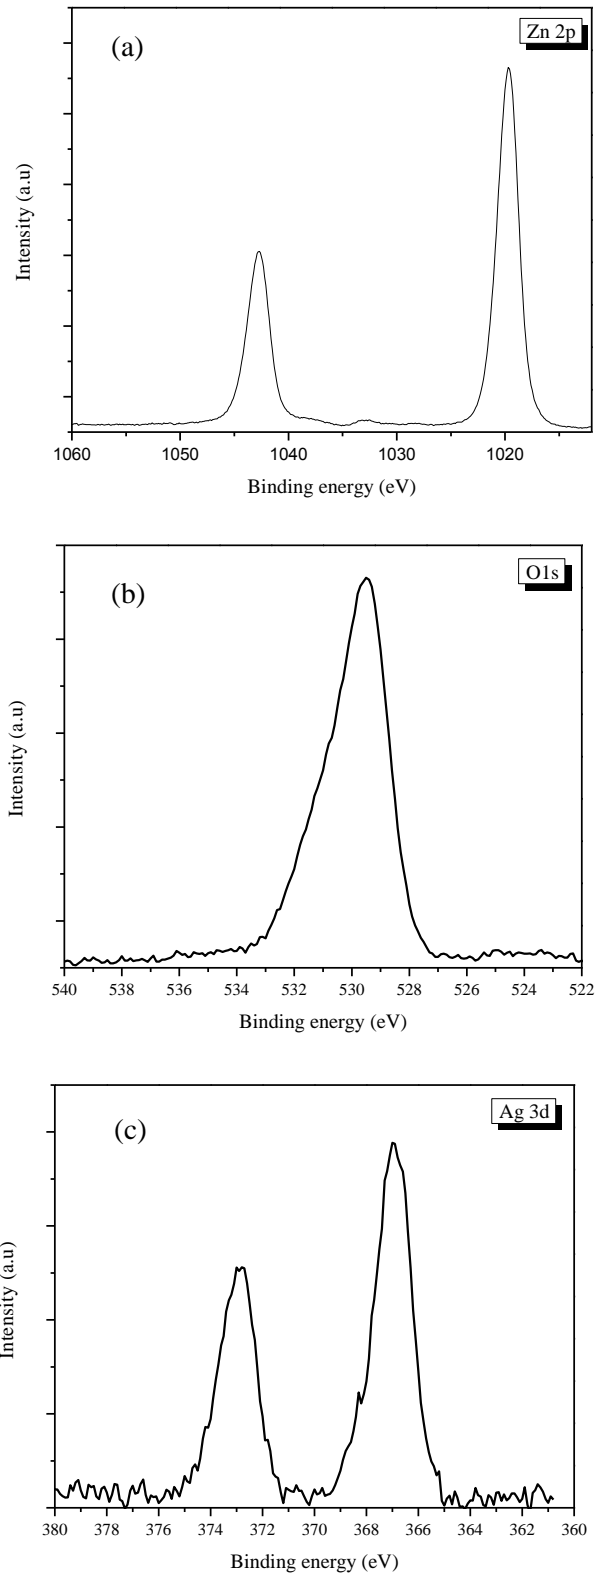 (a)
Zn 2p
Intensity (a.u)
1060 1050 1040 1030 1020
Binding energy (eV)
(b)
O1s
Intensity (a.u)
540 538 536 534 532 530 528 526 524 522
Binding energy (eV)
(c)
Ag 3d
Intensity (a.u)
380 376 374 372 370 368 366 364 362 360
Binding energy (eV)